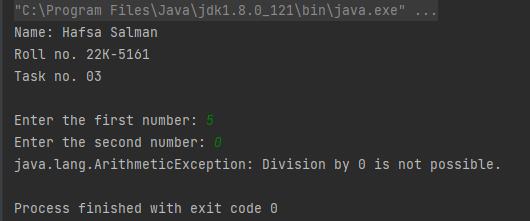 "C:\Program Files\Java\jdk1.8.0_121\bin\java.exe" ...
Name: Hafsa Salman
Roll no. 22K-5161
Task no. 03
Enter the first number: 5
Enter the second number: 0
java.lang.ArithmeticException: Division by 0 is not possible.
Process finished with exit code 0